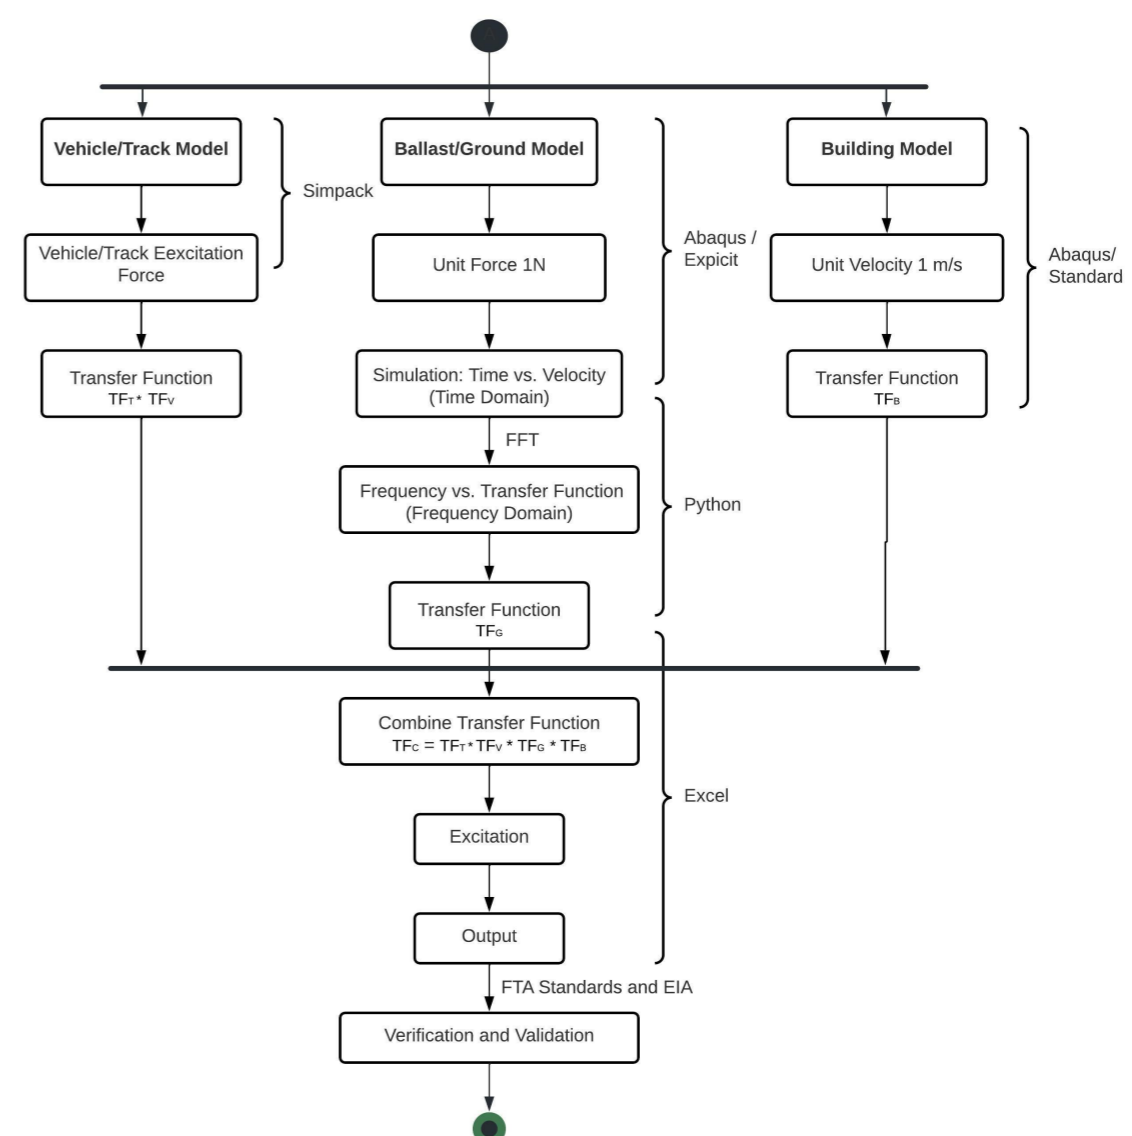 Vehicle/Track Model
Ballast/Ground Model
Building Model
Simpack
Vehicle/Track Eexcitation
Force
Unit Force 1N
Abaqus /
Expicit
Unit Velocity 1 m/s
Abaqus/
Standard
Transfer Function
TFT * TFV
Simulation: Time vs. Velocity
(Time Domain)
Transfer Function
TFB
FFT
Frequency vs. Transfer Function
(Frequency Domain)
Python
Transfer Function
TFG
Combine Transfer Function
TFC = TFT * TFV * TFG * TFB
Excel
Excitation
Output
FTA Standards and EIA
Verification and Validation